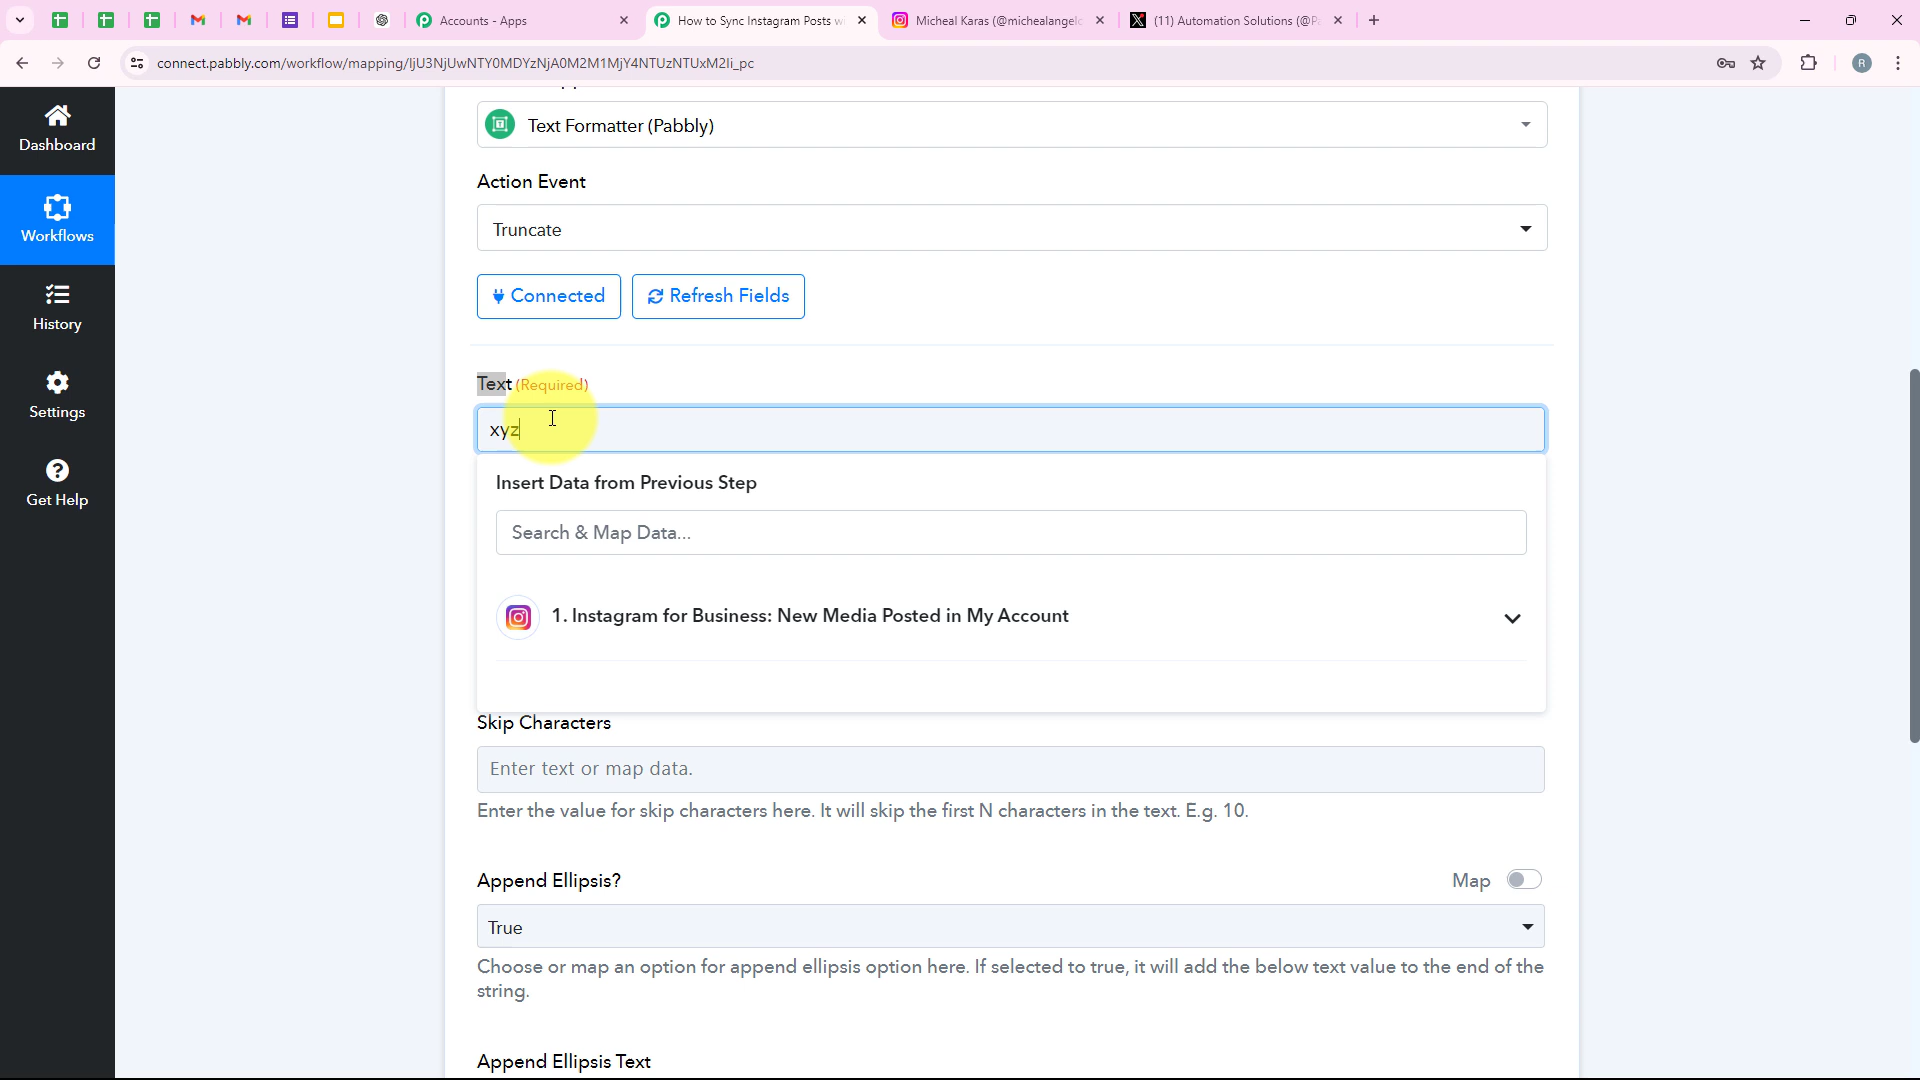 Accounts - Apps
How to Sync Instagram Posts w
Micheal Karas (@michealangelo
(11) Automation Solutions (@P
connect.pabbly.com/workflow/mapping/IjU3NjUwNTY0MDYzNjA0M2M1MjY4NTUzNTUxM2Ii_pc
R
Dashboard
Workflows
History
Settings
Get Help
Text Formatter (Pabbly)
Action Event
Truncate
Connected
Refresh Fields
Text (Required)
xyz
Insert Data from Previous Step
Search & Map Data...
1. Instagram for Business: New Media Posted in My Account
Skip Characters
Enter text or map data.
Enter the value for skip characters here. It will skip the first N characters in the text. E.g. 10.
Append Ellipsis?
Map
True
Choose or map an option for append ellipsis option here. If selected to true, it will add the below text value to the end of the
string.
Append Ellipsis Text